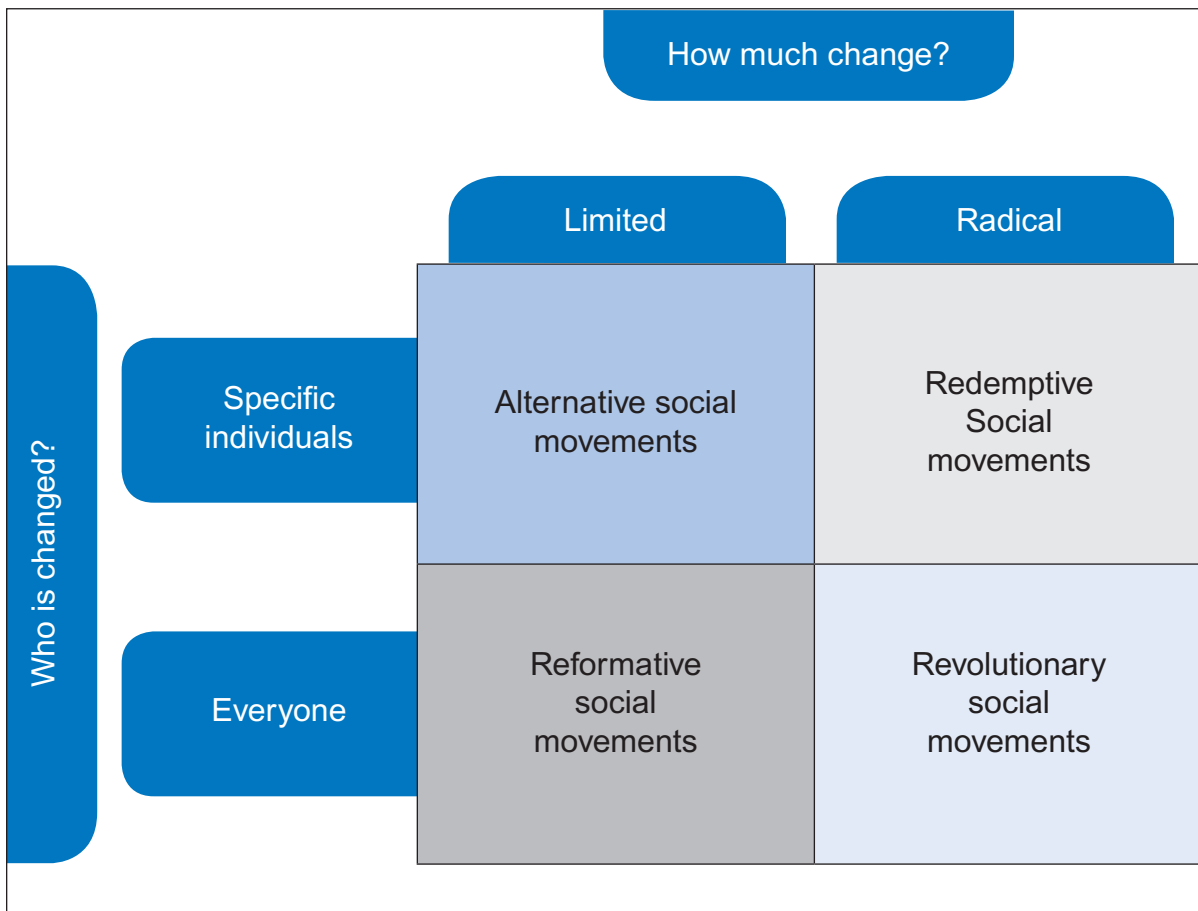 How much change?
Limited
Radical
Who is changed?
Specific
individuals
Alternative social
movements
Redemptive
Social
movements
Everyone
Reformative
social
movements
Revolutionary
social
movements